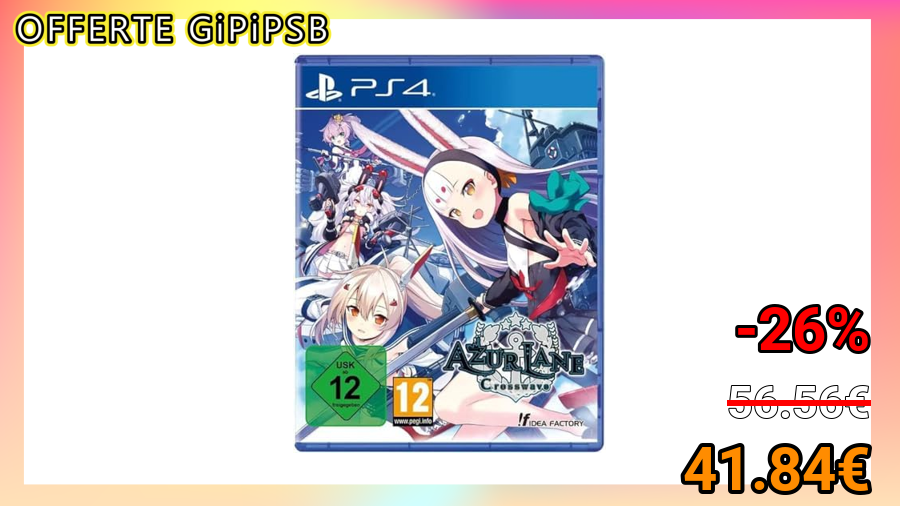 OFFERTE GiPiPSB
PS4
AZUR LANE
Crosswave
USK
ab
12
freigegeben
12
www.pegi.info
!f IDEA FACTORY
-26%
56.56€
41.84€